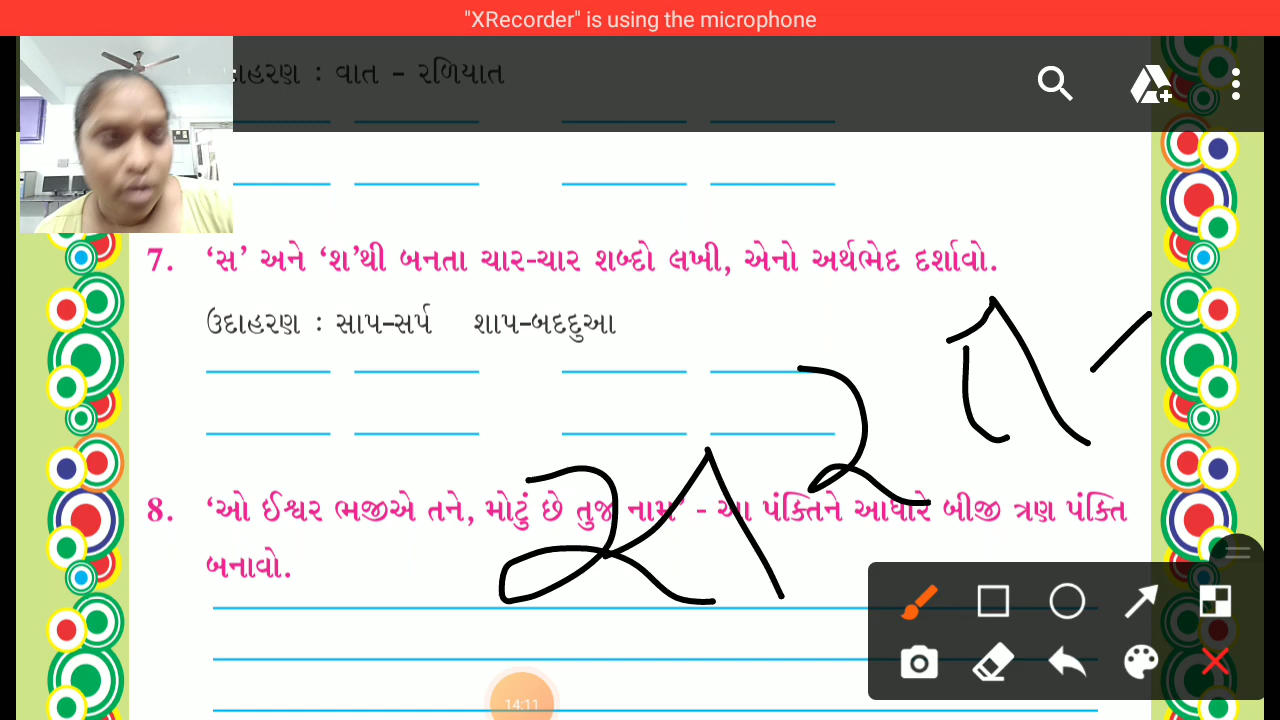 "XRecorder" is using the microphone
ાહરણ : વાત – રળિયાત
7. ‘સ’ અને ‘શ’થી બનતા ચાર-ચાર શબ્દો લખી, એનો અર્થભેદ દર્શાવો.
ઉદાહરણ : સાપ–સર્પ શાપ–બદદુઆ
8. ‘ઓ ઈશ્વર ભજીએ તને, મોટું છે તુજ નામ’ - આ પંક્તિને આધારે બીજી ત્રણ પંક્તિ
બનાવો.
14:11